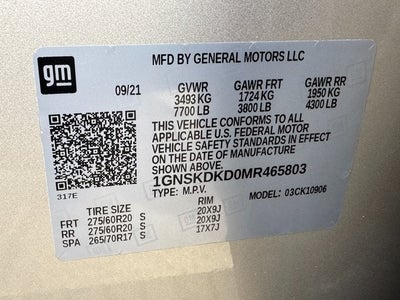 gm
MFD BY GENERAL MOTORS LLC
09/21 GVWR GAWR FRT GAWR RR
3493 KG 1724 KG 1950 KG
7700 LB 3800 LB 4300 LB
THIS VEHICLE CONFORMS TO ALL
APPLICABLE U.S. FEDERAL MOTOR
VEHICLE SAFETY STANDARDS IN EFFECT
ON THE DATE OF MANUFACTURE
SHOWN ABOVE.
1GNSKDKD0MR465803
317E TYPE: M.P.V. MODEL: 03CK10906
TIRE SIZE RIM
FRT 275/60R20 S 20X9J
RR 275/60R20 S 20X9J
SPA 265/70R17 S 17X7J